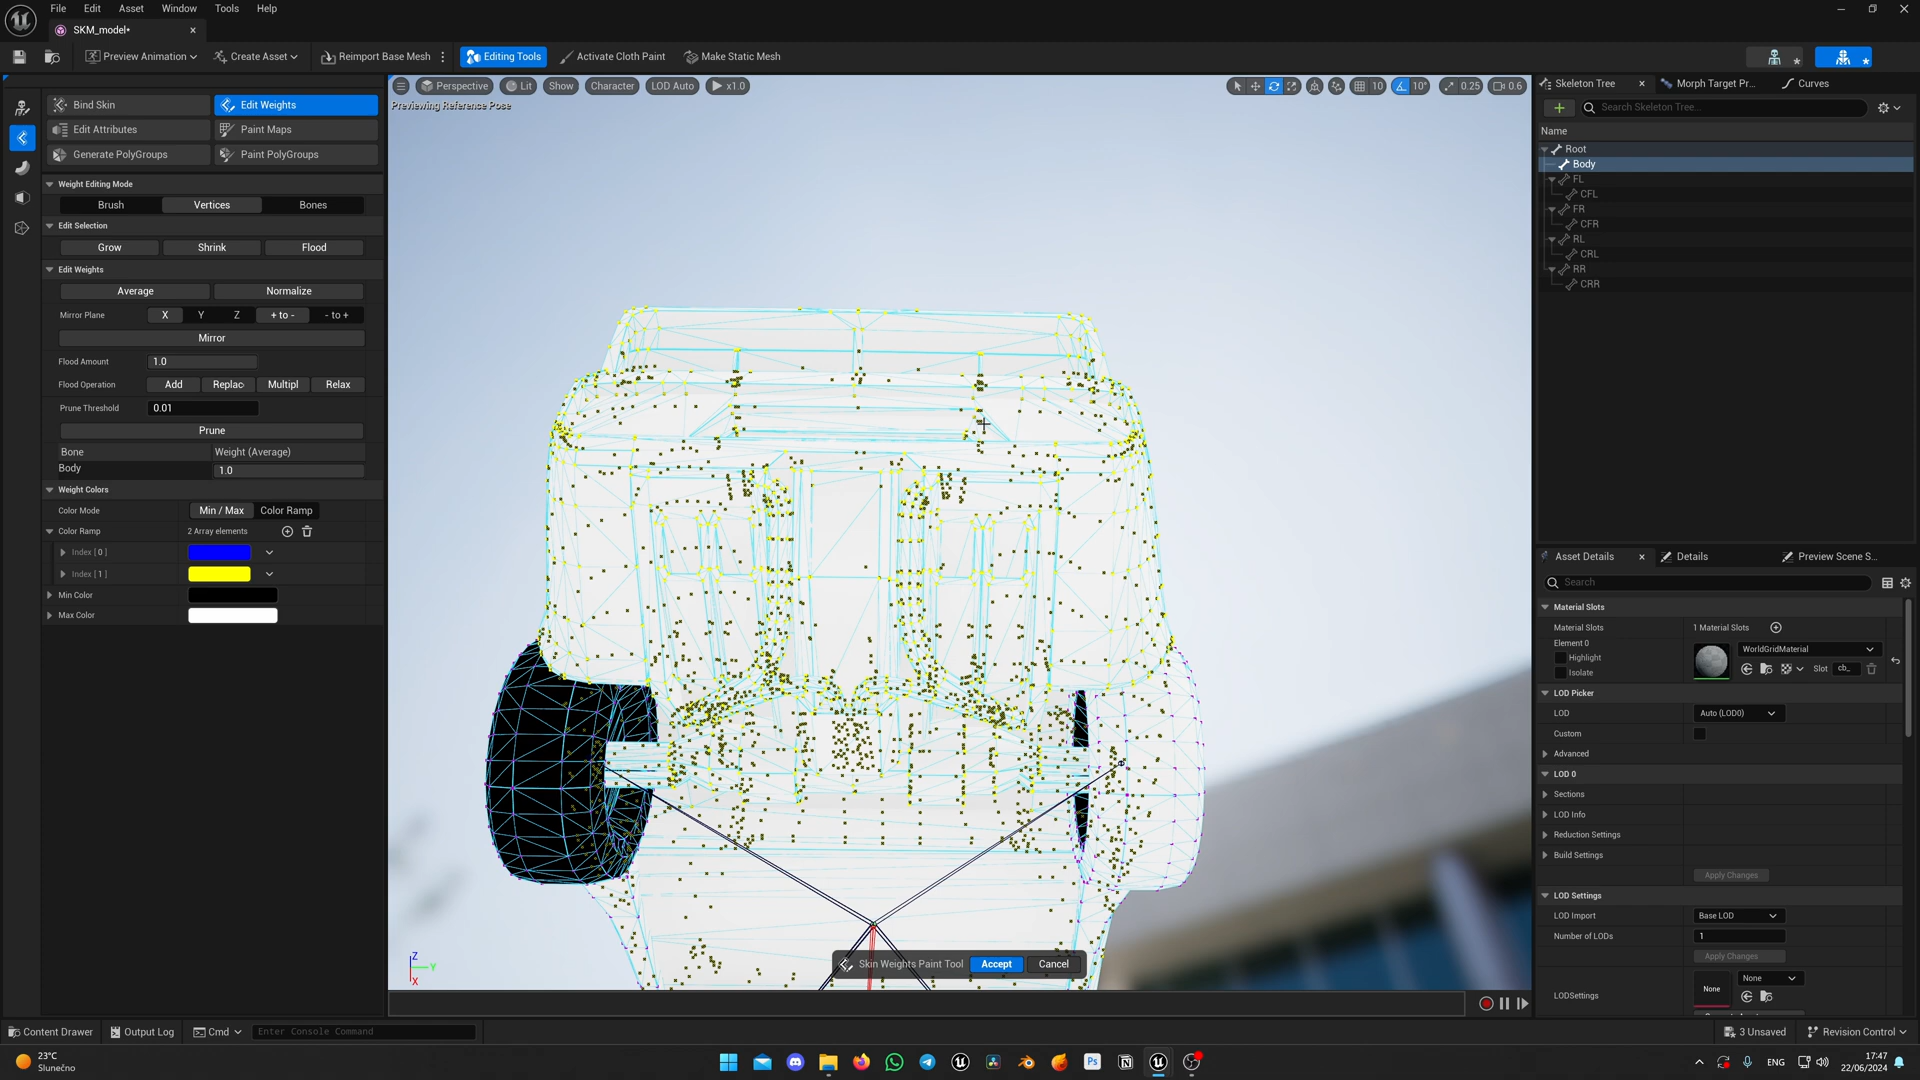 File Edit Asset Window Tools Help
SKM_model*
Preview Animation Create Asset Reimport Base Mesh Editing Tools Activate Cloth Paint Make Static Mesh
Bind Skin Edit Weights
Edit Attributes Paint Maps
Generate PolyGroups Paint PolyGroups
Weight Editing Mode
Brush Vertices Bones
Edit Selection
Grow Shrink Flood
Edit Weights
Average Normalize
Mirror Plane X Y Z + to - - to +
Mirror
Flood Amount 1.0
Flood Operation Add Replac Multipl Relax
Prune Threshold 0.01
Prune
Bone Weight (Average)
Body 1.0
Weight Colors
Color Mode Min / Max Color Ramp
Color Ramp 2 Array elements
Index [ 0 ]
Index [ 1 ]
Min Color
Max Color
Perspective Lit Show Character LOD Auto x1.0 10 10° 0.25 0.6
Previewing Reference Pose
Z
Y
X
Skin Weights Paint Tool Accept Cancel
Skeleton Tree Morph Target Pr... Curves
Search Skeleton Tree...
Name
Root
Body
FL
CFL
FR
CFR
RL
CRL
RR
CRR
Asset Details Details Preview Scene S...
Search
Material Slots
Material Slots 1 Material Slots
Element 0
Highlight
Isolate
WorldGridMaterial
Slot cb_
LOD Picker
LOD Auto (LOD0)
Custom
Advanced
LOD 0
Sections
LOD Info
Reduction Settings
Build Settings
Apply Changes
LOD Settings
LOD Import Base LOD
Number of LODs 1
Apply Changes
LODSettings None None
Content Drawer Output Log Cmd Enter Console Command
3 Unsaved Revision Control
23°C
Slunečno
Ps
ENG
17:47
22/06/2024